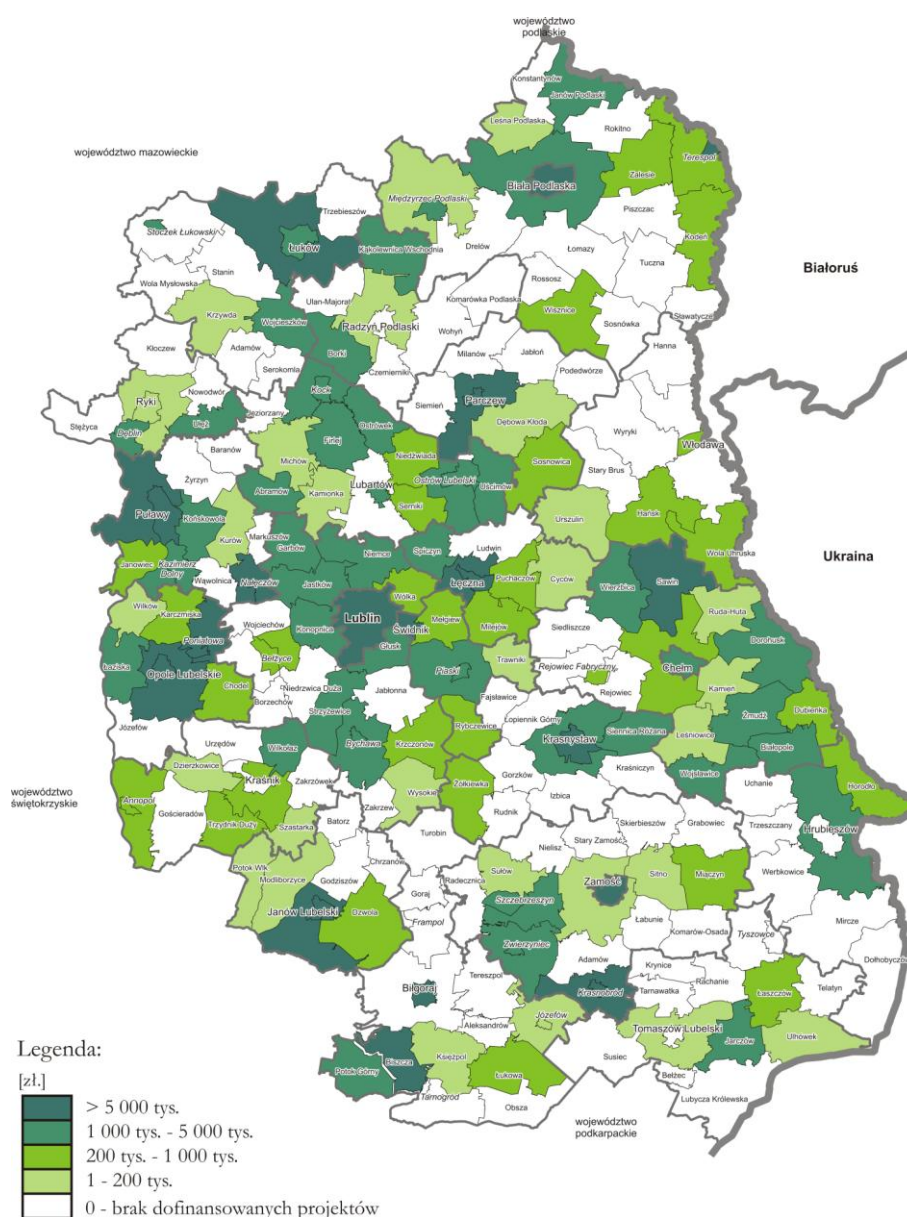 województwo
podlaskie
Konstantynów
Janów Podlaski
Leśna Podlaska
Rokitno
województwo mazowieckie
Terespol
Zalesie
Międzyrzec Podlaski
Biała Podlaska
Trzebieszów
Piszczac
Kodeń
Stoczek Łukowski
Łuków
Kąkolewnica Wschodnia
Drelów
Łomazy
Tuczna
Białoruś
Stanin
Wola Mysłowska
Rossosz
Ulan-Majorat
Komarówka Podlaska
Wisznice
Sosnówka
Sławatycze
Krzywda
Wojcieszków
Radzyń Podlaski
Wohyń
Hanna
Kłoczew
Adamów
Borki
Milanów
Jabłoń
Serokomla
Czemierniki
Podedwórze
Nowodwór
Kock
Siemień
Parczew
Ryki
Jeziorzany
Dębowa Kłoda
Stężyca
Dęblin
Ułęż
Ostrówek
Firlej
Wyryki
Włodawa
Baranów
Michów
Niedźwiada
Sosnowica
Stary Brus
Żyrzyn
Lubartów
Ostrów Lubelski
Uścimów
Puławy
Abramów
Kamionka
Serniki
Hańsk
Końskowola
Urszulin
Kurów
Markuszów
Garbów
Niemce
Spiczyn
Ludwin
Wola Uhruska
Ukraina
Janowiec
Kazimierz
Dolny
Wąwolnica
Nałęczów
Jastków
Łęczna
Puchaczów
Cyców
Wierzbica
Sawin
Wilków
Karczmiska
Wólka
Ruda-Huta
Lublin
Świdnik
Mełgiew
Milejów
Siedliszcze
Dorohusk
Poniatowa
Wojciechów
Konopnica
Głusk
Bełżyce
Piaski
Trawniki
Rejowiec Fabryczny
Chełm
Łaziska
Opole Lubelskie
Chodel
Niedrzwica Duża
Jabłonna
Rejowiec
Kamień
Borzechów
Strzyżewice
Fajsławice
Żmudź
Dubienka
Józefów
Rybczewice
Łopiennik Górny
Leśniowice
Urzędów
Wilkołaz
Bychawa
Krzczonów
Krasnystaw
Siennica Różana
Białopole
Dzierzkowice
Kraśniczyn
Wojsławice
Horodło
województwo
świętokrzyskie
Annopol
Kraśnik
Zakrzówek
Wysokie
Żółkiewka
Gorzków
Izbica
Uchanie
Gościeradów
Trzydnik Duży
Szastarka
Batorz
Zakrzew
Rudnik
Skierbieszów
Grabowiec
Trzeszczany
Hrubieszów
Turobin
Nielisz
Stary Zamość
Potok Wlk
Chrzanów
Werbkowice
Modliborzyce
Godziszów
Goraj
Radecznica
Sułów
Zamość
Sitno
Miączyn
Janów Lubelski
Dzwola
Frampol
Szczebrzeszyn
Mircze
Łabunie
Komarów-Osada
Tyszowce
Zwierzyniec
Dołhobyczów
Adamów
Krynice
Tereszpol
Rachanie
Telatyn
Biłgoraj
Krasnobród
Tarnawatka
Łaszczów
Aleksandrów
Józefów
Tomaszów Lubelski
Ulhówek
Jarczów
Biszcza
Księżpol
Susiec
Potok Górny
Łukowa
Bełżec
Tarnogród
Obsza
Lubycza Królewska
województwo
podkarpackie
Legenda:
[zł.]
> 5 000 tys.
1 000 tys. - 5 000 tys.
200 tys. - 1 000 tys.
1 - 200 tys.
0 - brak dofinansowanych projektów